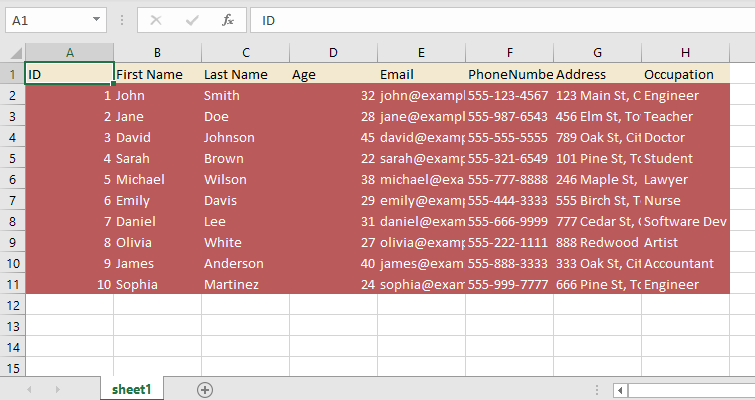 A1 fx ID
A B C D E F G H
1 ID First Name Last Name Age Email PhoneNumbe Address Occupation
2 1 John Smith 32 john@exampl 555-123-4567 123 Main St, C Engineer
3 2 Jane Doe 28 jane@examp 555-987-6543 456 Elm St, To Teacher
4 3 David Johnson 45 david@examp 555-555-5555 789 Oak St, Cit Doctor
5 4 Sarah Brown 22 sarah@examp 555-321-6549 101 Pine St, To Student
6 5 Michael Wilson 38 michael@exa 555-777-8888 246 Maple St, Lawyer
7 6 Emily Davis 29 emily@examp 555-444-3333 555 Birch St, T Nurse
8 7 Daniel Lee 31 daniel@exam 555-666-9999 777 Cedar St, Software Dev
9 8 Olivia White 27 olivia@examp 555-222-1111 888 Redwood Artist
10 9 James Anderson 40 james@exam 555-888-3333 333 Oak St, Cit Accountant
11 10 Sophia Martinez 24 sophia@exam 555-999-7777 666 Pine St, To Engineer
12
13
14
15
sheet1